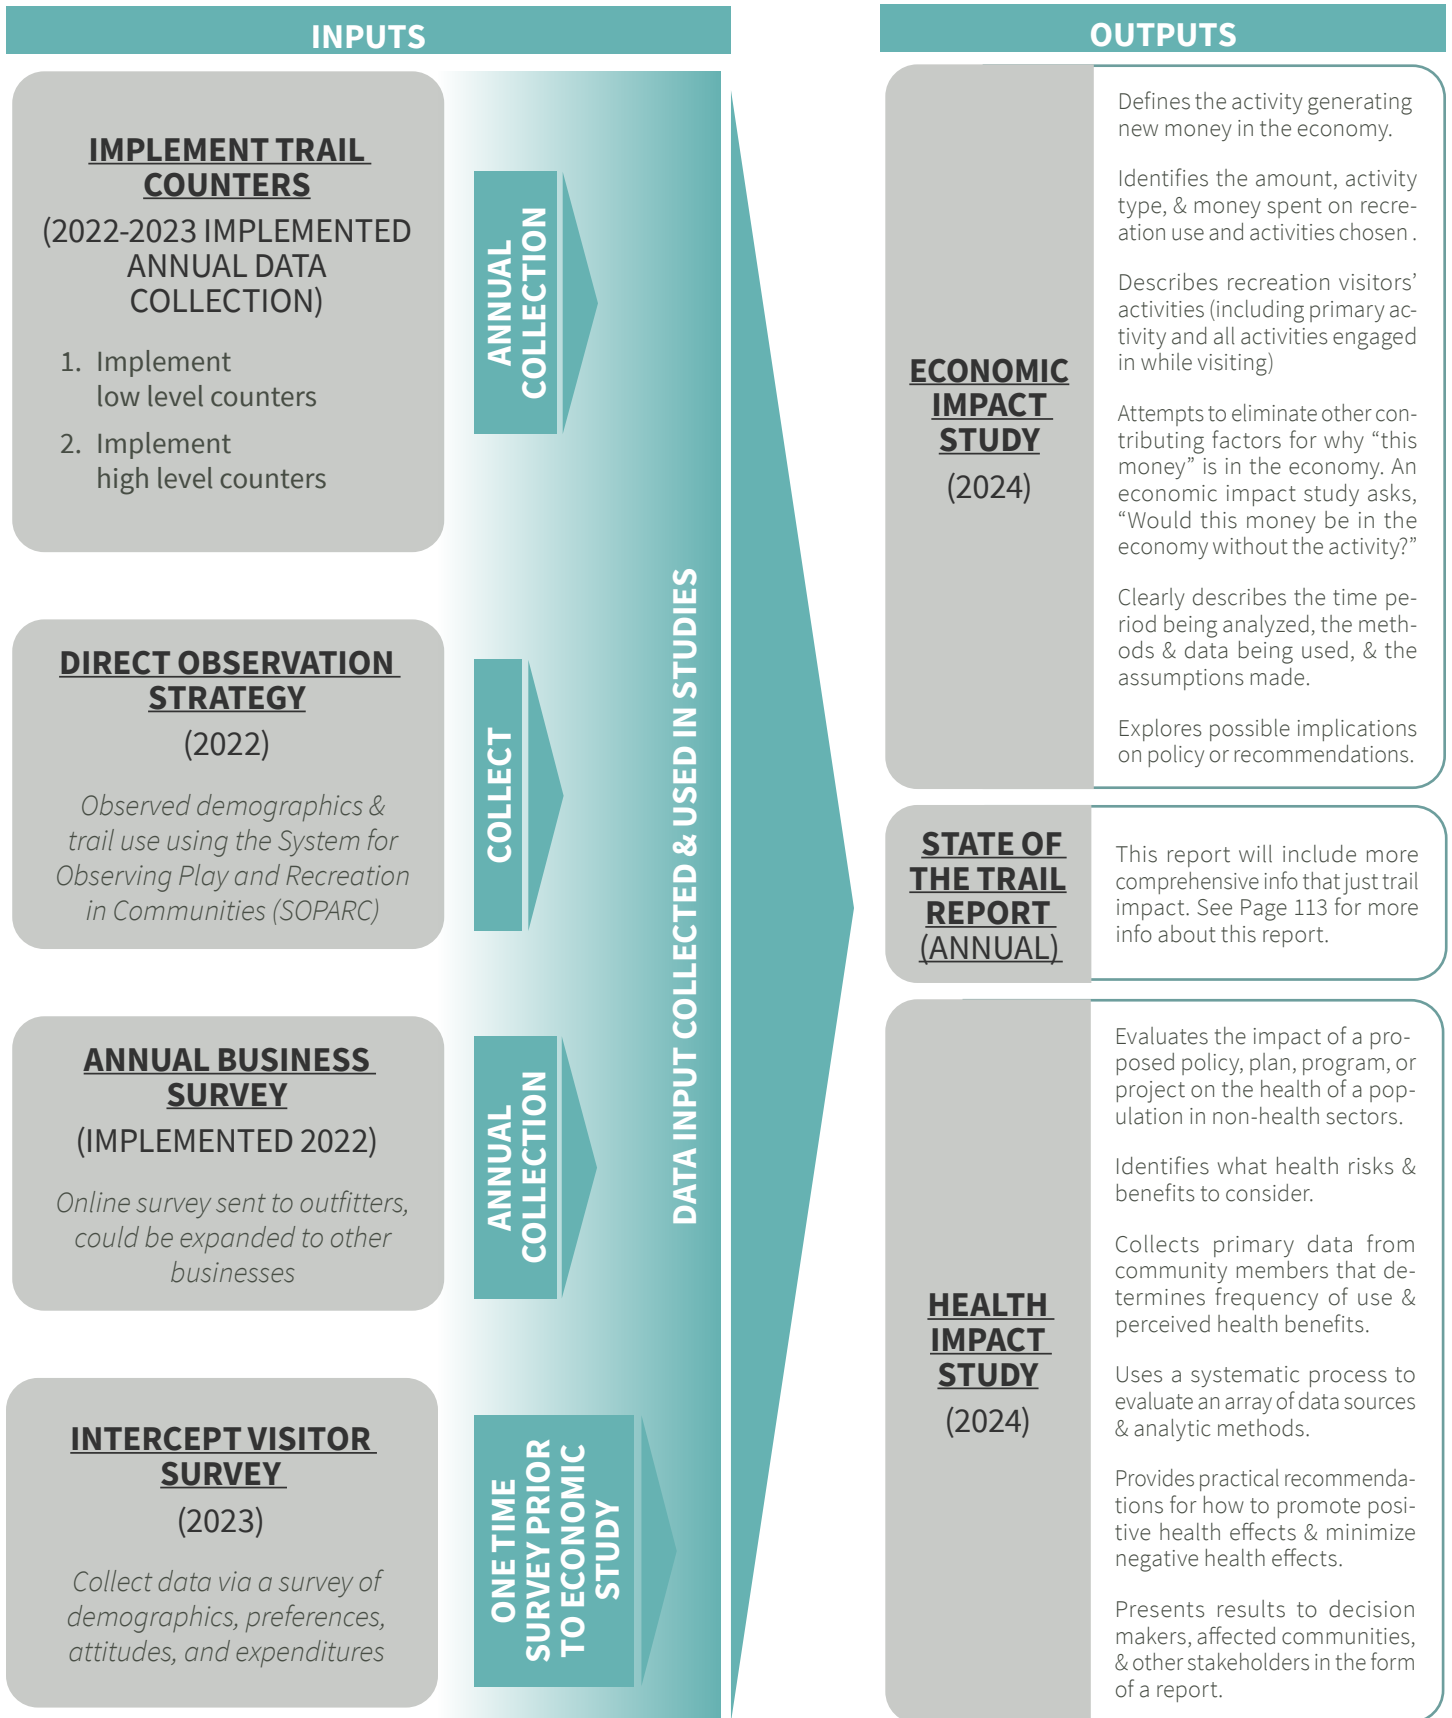 INPUTS
IMPLEMENT TRAIL
COUNTERS
(2022-2023 IMPLEMENTED
ANNUAL DATA
COLLECTION)
1. Implement
low level counters
2. Implement
high level counters
ANNUAL
COLLECTION
DIRECT OBSERVATION
STRATEGY
(2022)
Observed demographics &
trail use using the System for
Observing Play and Recreation
in Communities (SOPARC)
COLLECT
ANNUAL BUSINESS
SURVEY
(IMPLEMENTED 2022)
Online survey sent to outfitters,
could be expanded to other
businesses
ANNUAL
COLLECTION
INTERCEPT VISITOR
SURVEY
(2023)
Collect data via a survey of
demographics, preferences,
attitudes, and expenditures
ONE TIME
SURVEY PRIOR
TO ECONOMIC
STUDY
DATA INPUT COLLECTED & USED IN STUDIES
OUTPUTS
ECONOMIC
IMPACT
STUDY
(2024)
Defines the activity generating
new money in the economy.
Identifies the amount, activity
type, & money spent on recre-
ation use and activities chosen .
Describes recreation visitors’
activities (including primary ac-
tivity and all activities engaged
in while visiting)
Attempts to eliminate other con-
tributing factors for why “this
money” is in the economy. An
economic impact study asks,
“Would this money be in the
economy without the activity?”
Clearly describes the time pe-
riod being analyzed, the meth-
ods & data being used, & the
assumptions made.
Explores possible implications
on policy or recommendations.
STATE OF
THE TRAIL
REPORT
(ANNUAL)
This report will include more
comprehensive info that just trail
impact. See Page 113 for more
info about this report.
HEALTH
IMPACT
STUDY
(2024)
Evaluates the impact of a pro-
posed policy, plan, program, or
project on the health of a pop-
ulation in non-health sectors.
Identifies what health risks &
benefits to consider.
Collects primary data from
community members that de-
termines frequency of use &
perceived health benefits.
Uses a systematic process to
evaluate an array of data sources
& analytic methods.
Provides practical recommenda-
tions for how to promote posi-
tive health effects & minimize
negative health effects.
Presents results to decision
makers, affected communities,
& other stakeholders in the form
of a report.